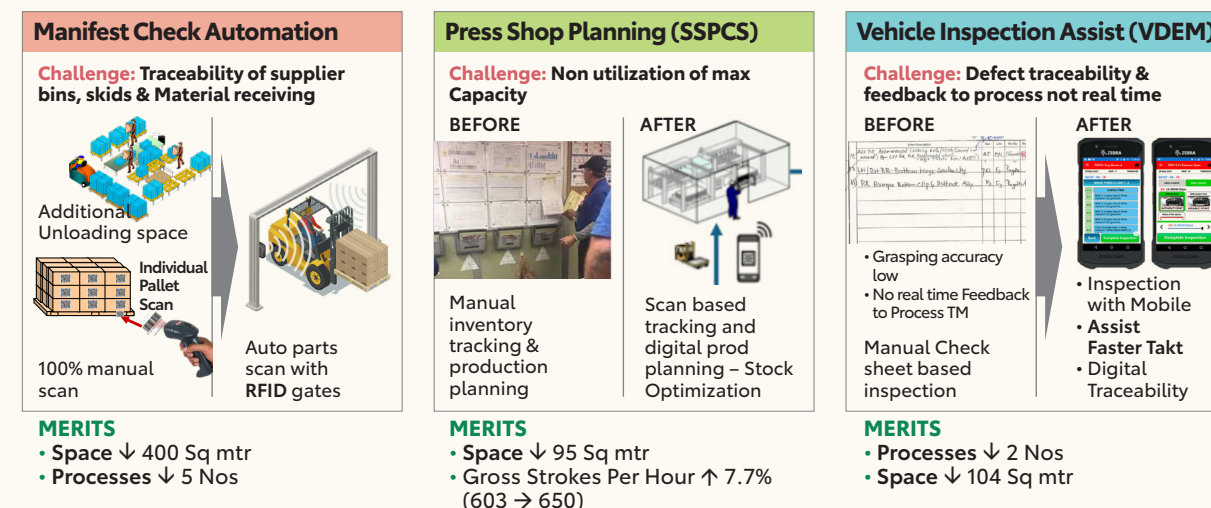 Manifest Check Automation
Challenge: Traceability of supplier
bins, skids & Material receiving
Additional
Unloading space
Individual
Pallet
Scan
100% manual
scan
Auto parts
scan with
RFID gates
MERITS
• Space ↓ 400 Sq mtr
• Processes ↓ 5 Nos
Press Shop Planning (SSPCS)
Challenge: Non utilization of max
Capacity
BEFORE
AFTER
Manual
inventory
tracking &
production
planning
Scan based
tracking and
digital prod
planning – Stock
Optimization
MERITS
• Space ↓ 95 Sq mtr
• Gross Strokes Per Hour ↑ 7.7%
(603 → 650)
Vehicle Inspection Assist (VDEM)
Challenge: Defect traceability &
feedback to process not real time
BEFORE
AFTER
• Grasping accuracy
low
• No real time Feedback
to Process TM
Manual Check
sheet based
inspection
ZEBRA
ZEBRA
Complete Inspection
Complete Inspection
• Inspection
with Mobile
• Assist
Faster Takt
• Digital
Traceability
MERITS
• Processes ↓ 2 Nos
• Space ↓ 104 Sq mtr